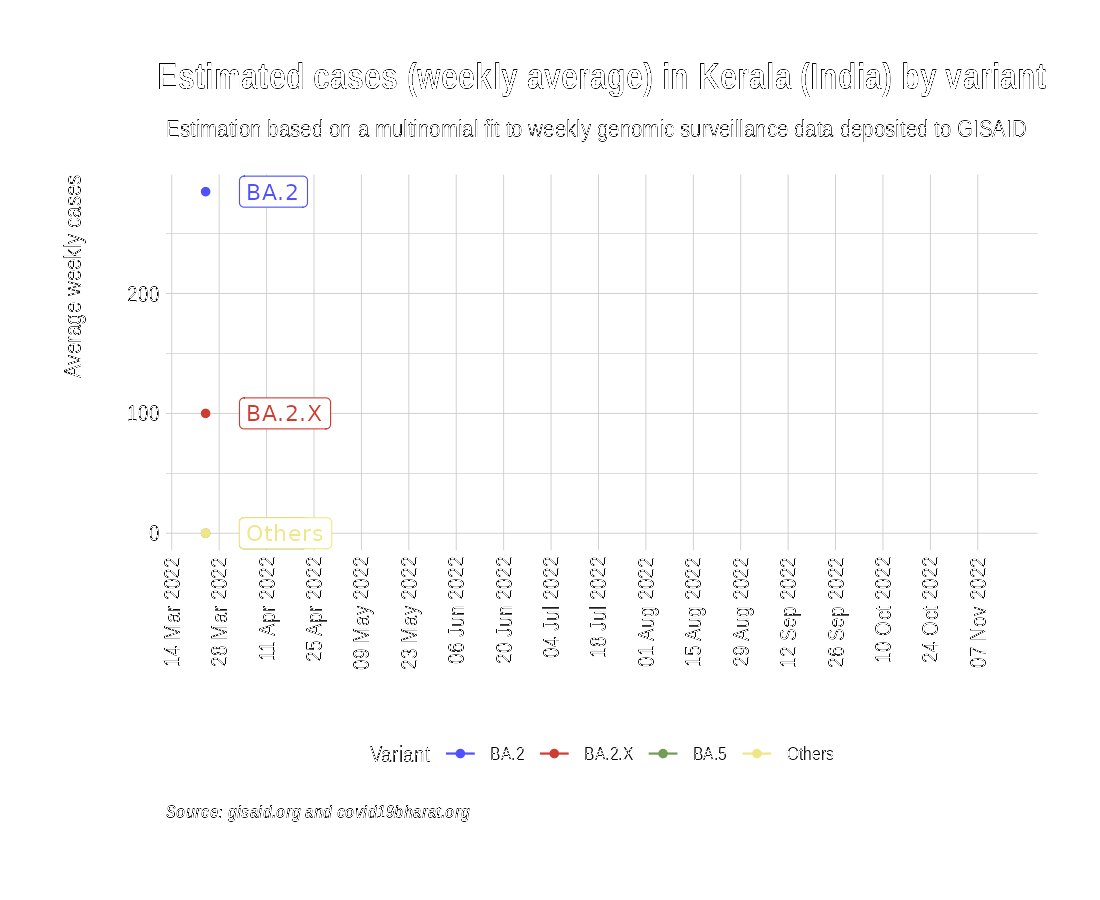 Estimated cases (weekly average) in Kerala (India) by variant
Estimation based on a multinomial fit to weekly genomic surveillance data deposited to GISAID
Average weekly cases
BA.2
200
100
BA.2.X
0
Others
14 Mar 2022
28 Mar 2022
11 Apr 2022
25 Apr 2022
09 May 2022
23 May 2022
06 Jun 2022
20 Jun 2022
04 Jul 2022
18 Jul 2022
01 Aug 2022
15 Aug 2022
29 Aug 2022
12 Sep 2022
26 Sep 2022
10 Oct 2022
24 Oct 2022
07 Nov 2022
Variant BA.2 BA.2.X BA.5 Others
Source: gisaid.org and covid19bharat.org